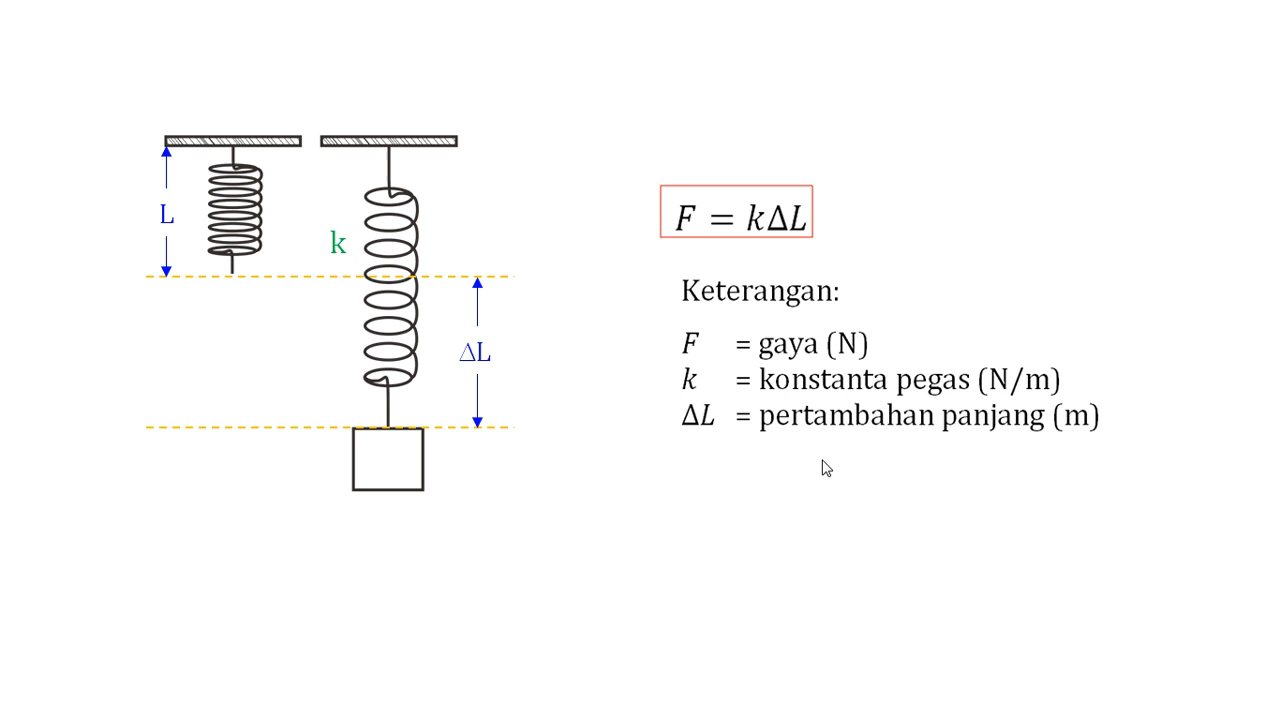 L
k
ΔL
F = kΔL
Keterangan:
F = gaya (N)
k = konstanta pegas (N/m)
ΔL = pertambahan panjang (m)